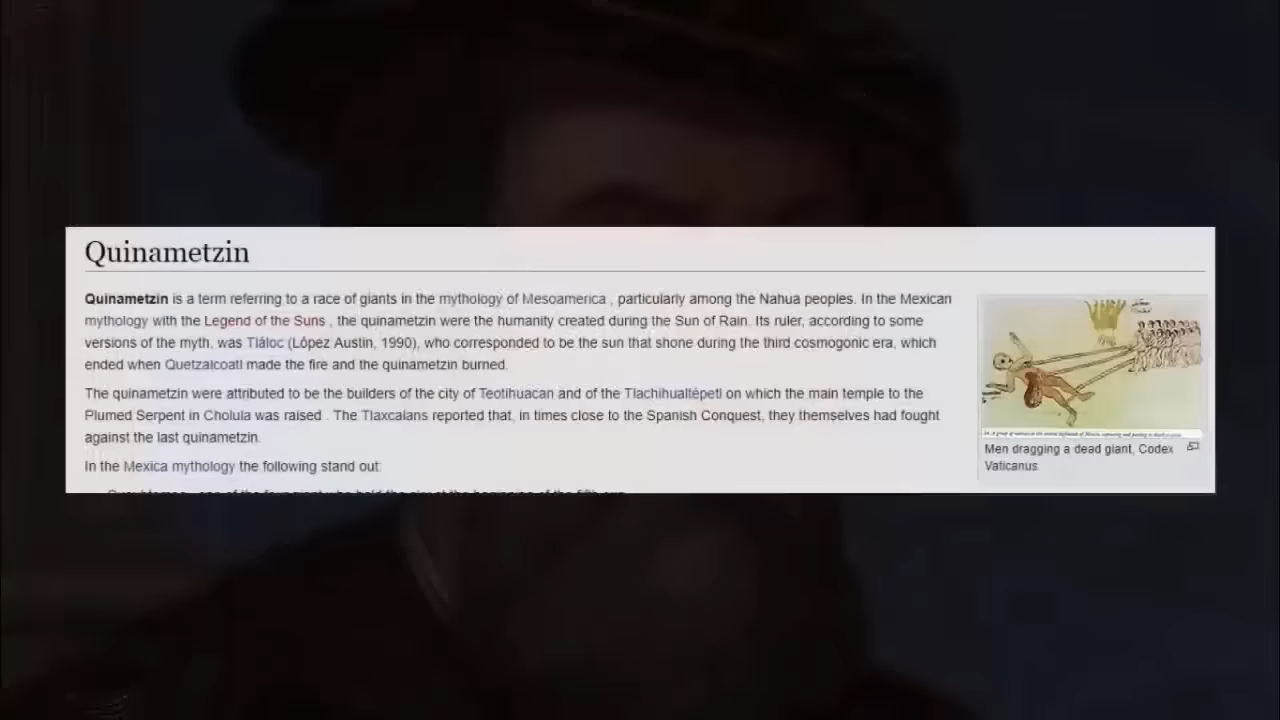 Quinametzin
Quinametzin is a term referring to a race of giants in the mythology of Mesoamerica , particularly among the Nahua peoples. In the Mexican
mythology with the Legend of the Suns , the quinametzin were the humanity created during the Sun of Rain. Its ruler, according to some
versions of the myth, was Tláloc (López Austin, 1990), who corresponded to be the sun that shone during the third cosmogonic era, which
ended when Quetzalcoatl made the fire and the quinametzin burned.
The quinametzin were attributed to be the builders of the city of Teotihuacan and of the Tlachihualtépetl on which the main temple to the
Plumed Serpent in Cholula was raised . The Tlaxcalans reported that, in times close to the Spanish Conquest, they themselves had fought
against the last quinametzin.
In the Mexica mythology the following stand out:
Men dragging a dead giant, Codex
Vaticanus